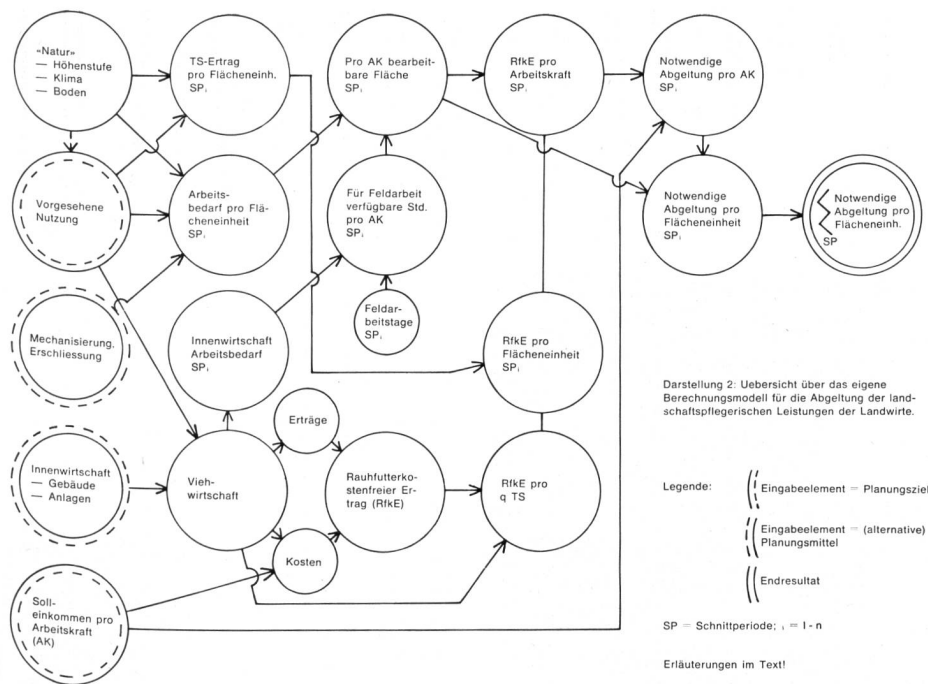 «Natur»
— Höhenstufe
— Klima
— Boden
TS-Ertrag
pro Flächeneinh.
SPᵢ
Pro AK bearbeit-
bare Fläche
SPᵢ
RfkE pro
Arbeitskraft
SPᵢ
Notwendige
Abgeltung pro AK
SPᵢ
Vorgesehene
Nutzung
Arbeits-
bedarf pro Flä-
cheneinheit
SPᵢ
Für Feldarbeit
verfügbare Std.
pro AK
SPᵢ
Notwendige
Abgeltung pro
Flächeneinheit
SPᵢ
Notwendige
Abgeltung pro
Flächeneinh.
SP
Mechanisierung,
Erschliessung
Innenwirtschaft
Arbeitsbedarf
SPᵢ
Feldar-
beitstage
SPᵢ
RfkE pro
Flächeneinheit
SPᵢ
Innenwirtschaft
— Gebäude
— Anlagen
Vieh-
wirtschaft
Erträge
Kosten
Rauhfutterko-
stenfreier Er-
trag (RfkE)
RfkE pro
q TS
Soll-
einkommen pro
Arbeitskraft
(AK)
Darstellung 2: Uebersicht über das eigene
Berechnungsmodell für die Abgeltung der land-
schaftspflegerischen Leistungen der Landwirte.
Legende:
Eingabeelement = Planungsziel
Eingabeelement = (alternative)
Planungsmittel
Endresultat
SP = Schnittperiode; ᵢ = I - n
Erläuterungen im Text!